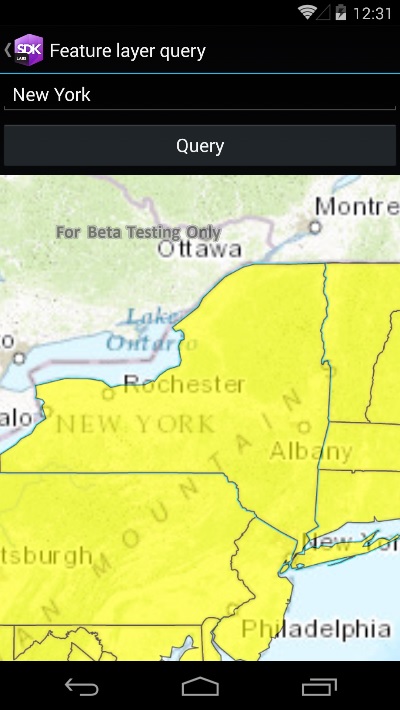 12:31
SDK
LABS
Feature layer query
New York
Query
Montre
For Beta Testing Only
Ottawa
Lake
Ontario
o
Rochester
alo
NEW YORK
MOUNTAINS
Albany
New Yor
tsburgh
AN
Philadelphia